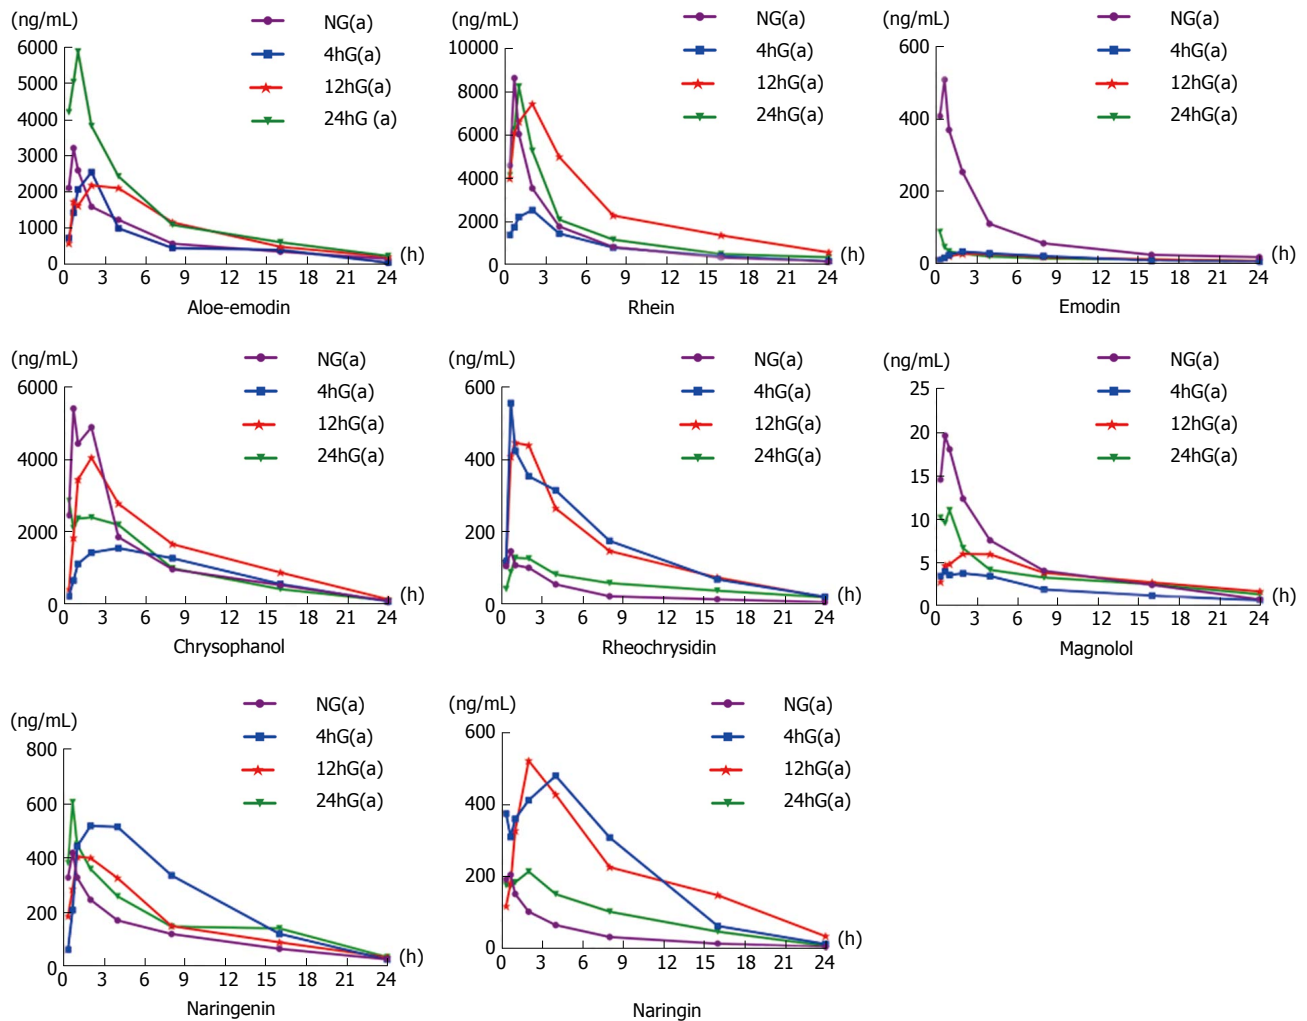 (ng/mL)
NG(a)
4hG(a)
12hG(a)
24hG (a)
6000
5000
4000
3000
2000
1000
0
0 3 6 9 12 15 18 21 24
(h)
Aloe-emodin
(ng/mL)
NG(a)
4hG(a)
12hG(a)
24hG(a)
10000
8000
6000
4000
2000
0
0 3 6 9 12 15 18 21 24
(h)
Rhein
(ng/mL)
NG(a)
4hG(a)
12hG(a)
24hG(a)
600
400
200
0
0 3 6 9 12 15 18 21 24
(h)
Emodin
(ng/mL)
NG(a)
4hG(a)
12hG(a)
24hG(a)
6000
4000
2000
0
0 3 6 9 12 15 18 21 24
(h)
Chrysophanol
(ng/mL)
NG(a)
4hG(a)
12hG(a)
24hG(a)
600
400
200
0
0 3 6 9 12 15 18 21 24
(h)
Rheochrysidin
(ng/mL)
NG(a)
4hG(a)
12hG(a)
24hG(a)
25
20
15
10
5
0
0 3 6 9 12 15 18 21 24
(h)
Magnolol
(ng/mL)
NG(a)
4hG(a)
12hG(a)
24hG(a)
800
600
400
200
0
0 3 6 9 12 15 18 21 24
(h)
Naringenin
(ng/mL)
NG(a)
4hG(a)
12hG(a)
24hG(a)
600
400
200
0
0 3 6 9 12 15 18 21 24
(h)
Naringin